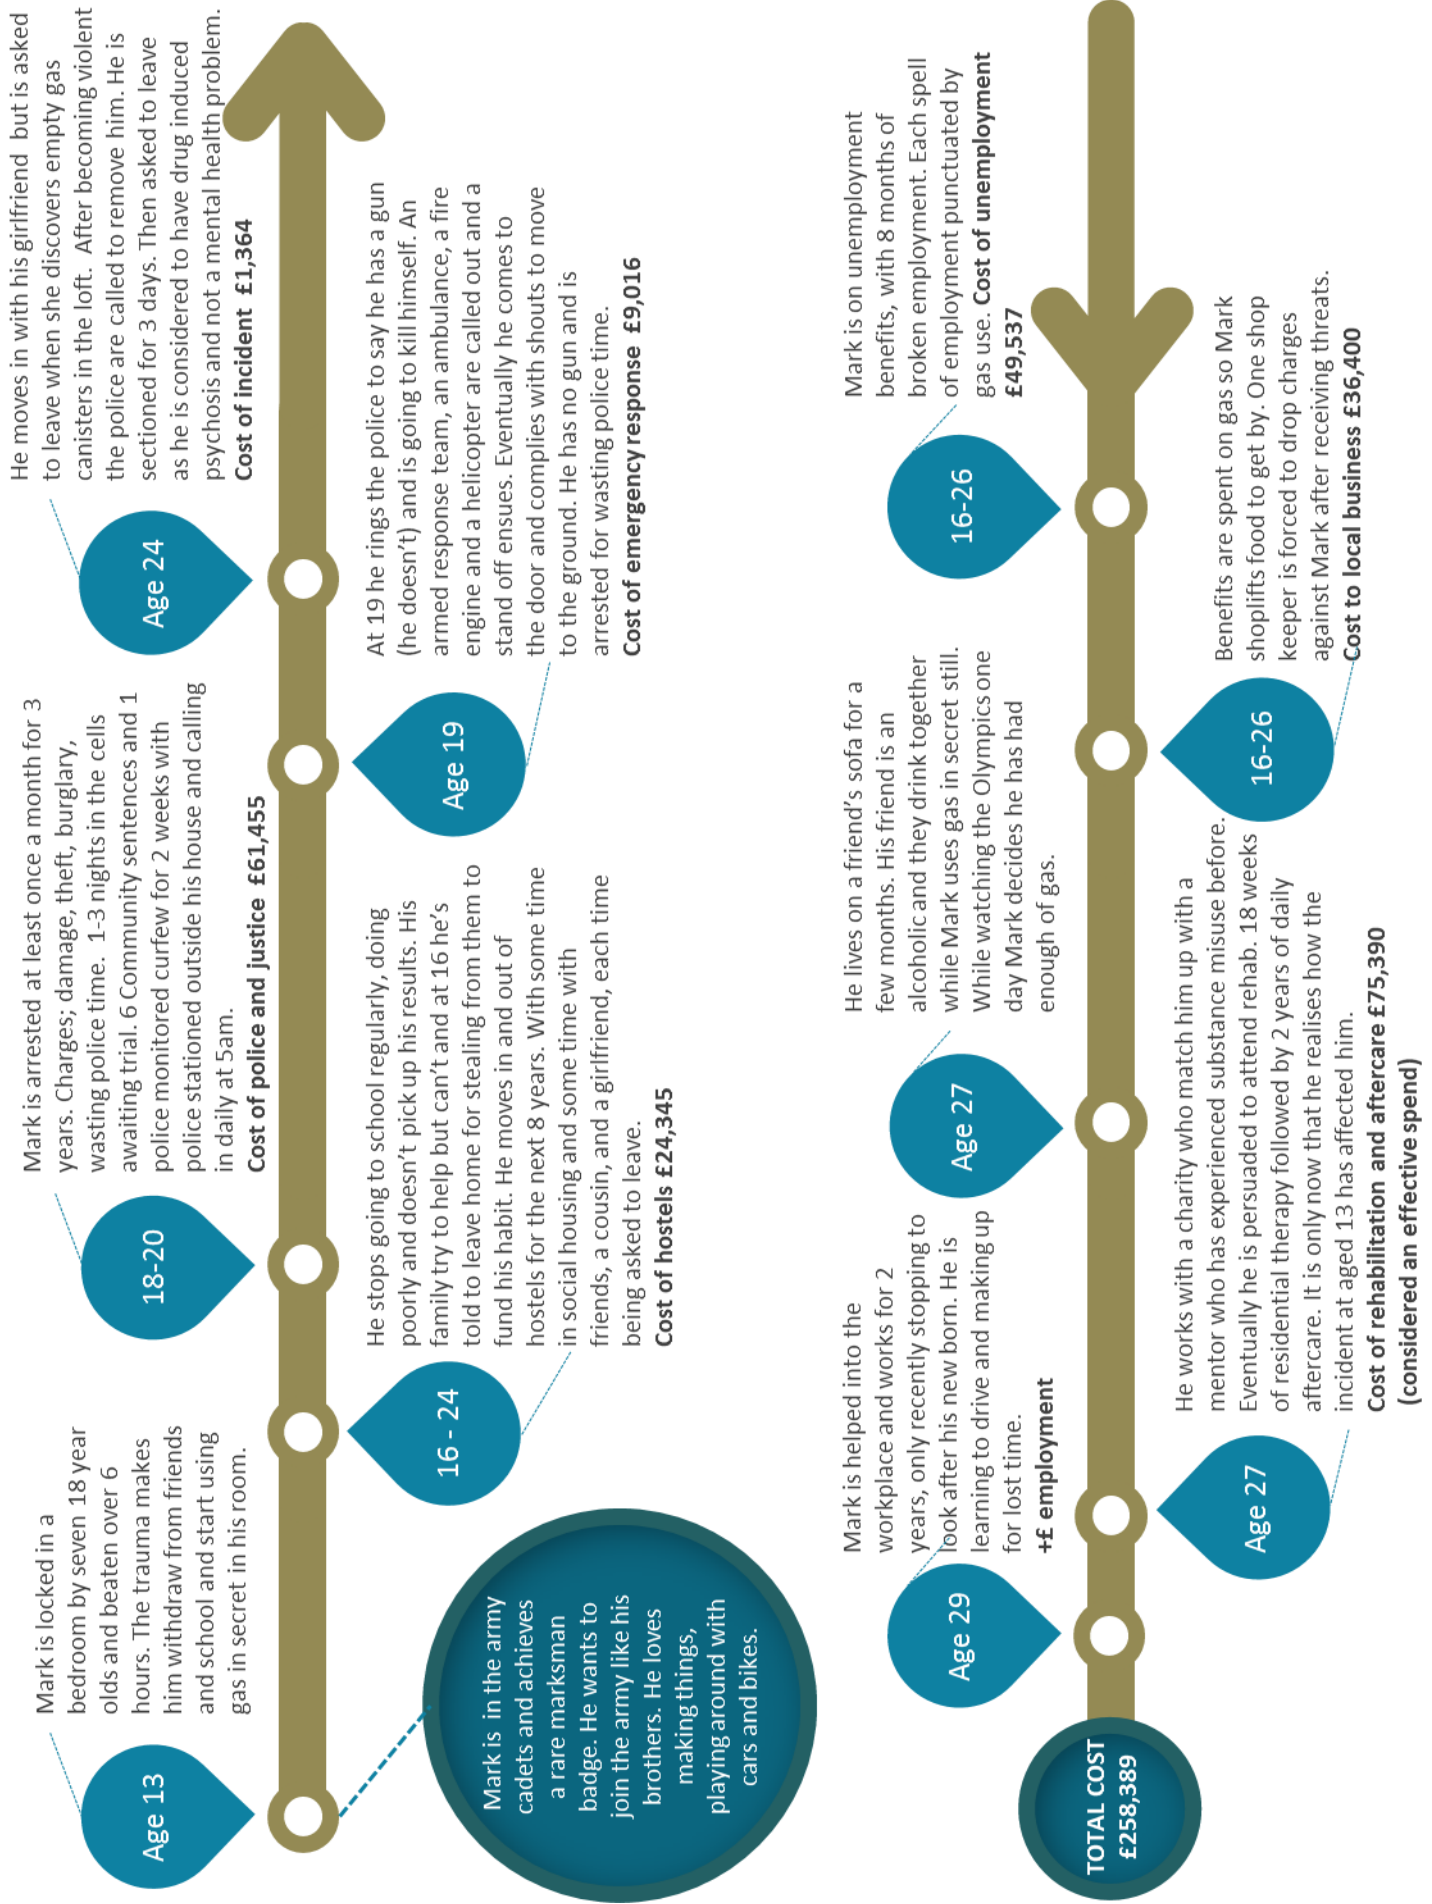 Mark is in the army
cadets and achieves
a rare marksman
badge. He wants to
join the army like his
brothers. He loves
making things,
playing around with
cars and bikes.
Age 13
Mark is locked in a
bedroom by seven 18 year
olds and beaten over 6
hours. The trauma makes
him withdraw from friends
and school and start using
gas in secret in his room.
16 - 24
He stops going to school regularly, doing
poorly and doesn't pick up his results. His
family try to help but can't and at 16 he's
told to leave home for stealing from them to
fund his habit. He moves in and out of
hostels for the next 8 years. With some time
in social housing and some time with
friends, a cousin, and a girlfriend, each time
being asked to leave.
Cost of hostels £24,345
18-20
Mark is arrested at least once a month for 3
years. Charges; damage, theft, burglary,
wasting police time. 1-3 nights in the cells
awaiting trial. 6 Community sentences and 1
police monitored curfew for 2 weeks with
police stationed outside his house and calling
in daily at 5am.
Cost of police and justice £61,455
Age 19
At 19 he rings the police to say he has a gun
(he doesn't) and is going to kill himself. An
armed response team, an ambulance, a fire
engine and a helicopter are called out and a
stand off ensues. Eventually he comes to
the door and complies with shouts to move
to the ground. He has no gun and is
arrested for wasting police time.
Cost of emergency response £9,016
Age 24
He moves in with his girlfriend but is asked
to leave when she discovers empty gas
canisters in the loft. After becoming violent
the police are called to remove him. He is
sectioned for 3 days. Then asked to leave
as he is considered to have drug induced
psychosis and not a mental health problem.
Cost of incident £1,364
16-26
Mark is on unemployment
benefits, with 8 months of
broken employment. Each spell
of employment punctuated by
gas use. Cost of unemployment
£49,537
16-26
Benefits are spent on gas so Mark
shoplifts food to get by. One shop
keeper is forced to drop charges
against Mark after receiving threats.
Cost to local business £36,400
Age 27
He lives on a friend's sofa for a
few months. His friend is an
alcoholic and they drink together
while Mark uses gas in secret still.
While watching the Olympics one
day Mark decides he has had
enough of gas.
Age 27
He works with a charity who match him up with a
mentor who has experienced substance misuse before.
Eventually he is persuaded to attend rehab. 18 weeks
of residential therapy followed by 2 years of daily
aftercare. It is only now that he realises how the
incident at aged 13 has affected him.
Cost of rehabilitation and aftercare £75,390
(considered an effective spend)
Age 29
Mark is helped into the
workplace and works for 2
years, only recently stopping to
look after his new born. He is
learning to drive and making up
for lost time.
+£ employment
TOTAL COST
£258,389